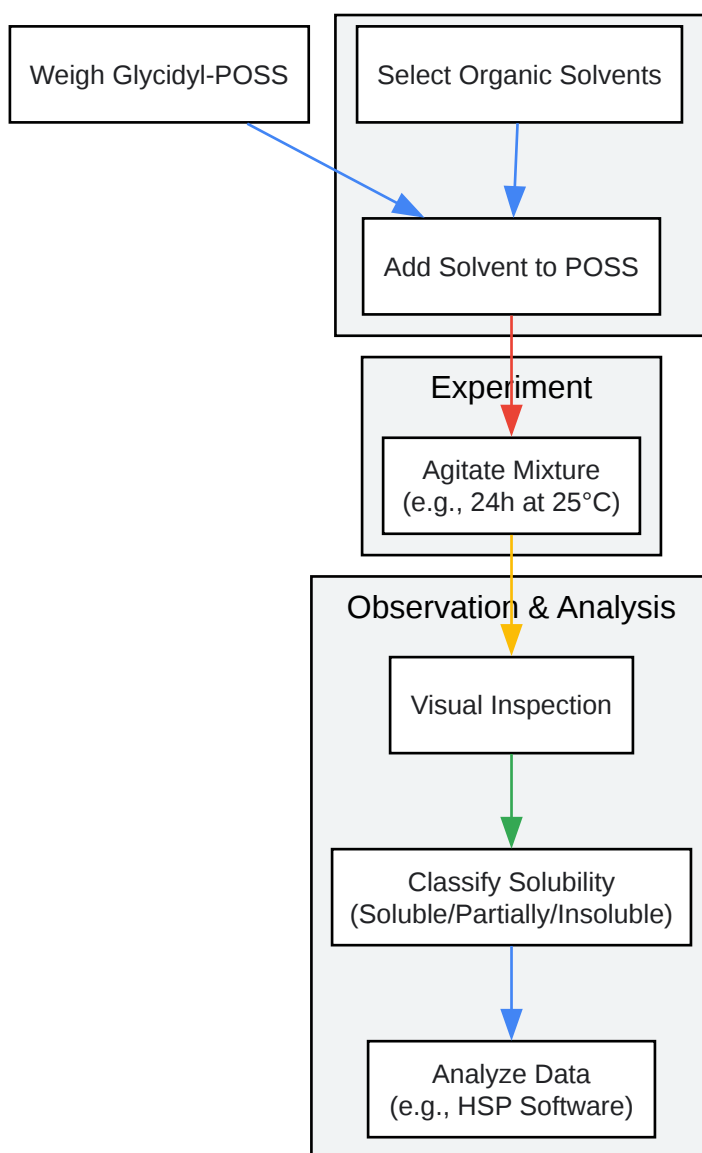 Weigh Glycidyl-POSS
Select Organic Solvents
Add Solvent to POSS
Experiment
Agitate Mixture
(e.g., 24h at 25°C)
Observation & Analysis
Visual Inspection
Classify Solubility
(Soluble/Partially/Insoluble)
Analyze Data
(e.g., HSP Software)